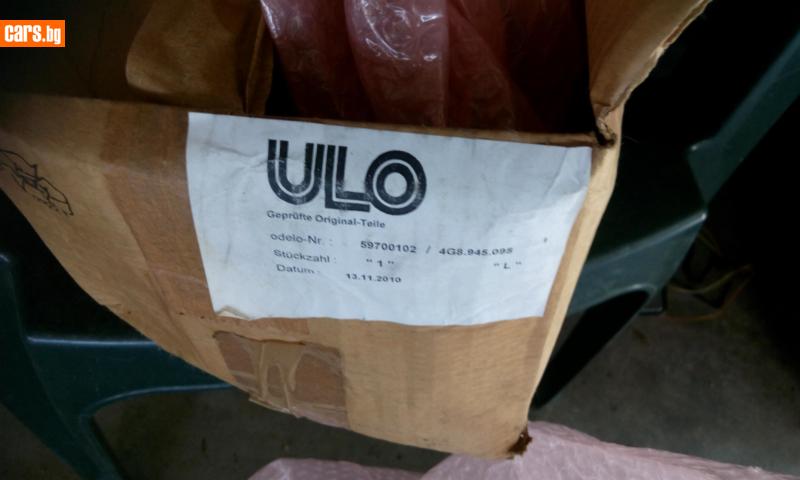 cars.bg
ULO
Geprüfte Original-Teile
odelo-Nr. : 59700102 / 4G8.945.095
Stückzahl : "1" "L"
Datum : 13.11.2010